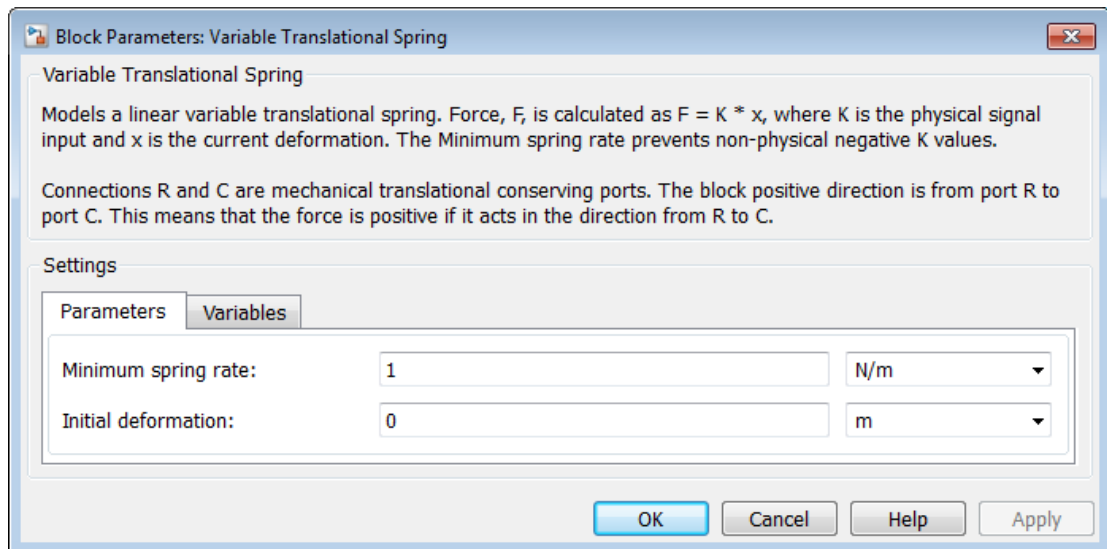 Block Parameters: Variable Translational Spring
Variable Translational Spring
Models a linear variable translational spring. Force, F, is calculated as F = K * x, where K is the physical signal
input and x is the current deformation. The Minimum spring rate prevents non-physical negative K values.
Connections R and C are mechanical translational conserving ports. The block positive direction is from port R to
port C. This means that the force is positive if it acts in the direction from R to C.
Settings
Parameters Variables
Minimum spring rate: 1 N/m
Initial deformation: 0 m
OK Cancel Help Apply